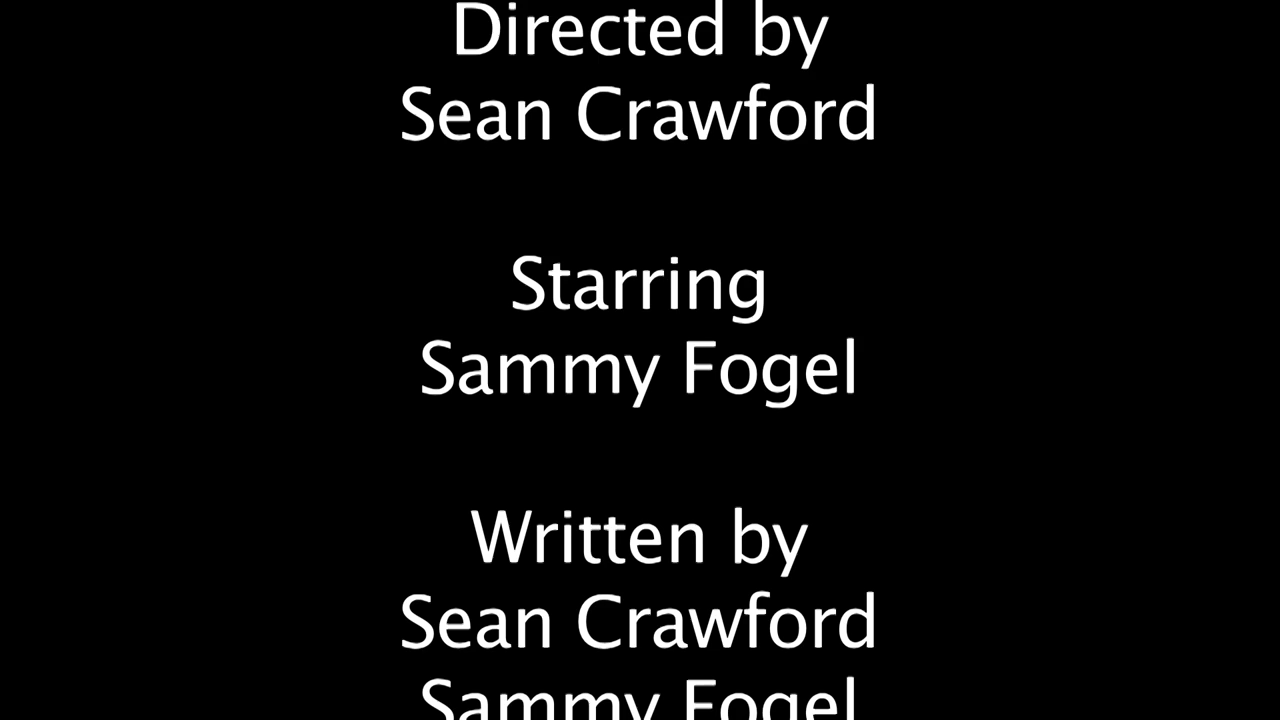 Directed by
Sean Crawford
Starring
Sammy Fogel
Written by
Sean Crawford
Sammy Fogel